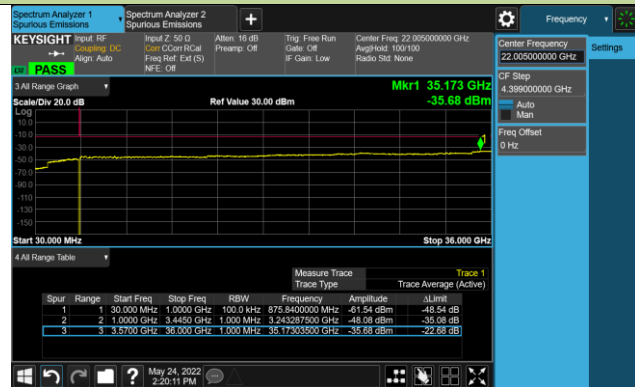 Spectrum Analyzer 1
Spurious Emissions
Spectrum Analyzer 2
Spurious Emissions
+
Frequency
KEYSIGHT
Input: RF
Coupling: DC
Align: Auto
Input Z: 50 Ω
Corr CCorr RCal
Freq Ref: Ext (S)
NFE: Off
Atten: 18 dB
Preamp: Off
Trig: Free Run
Gate: Off
IF Gain: Low
Center Freq: 22.005000000 GHz
Avg|Hold: 100/100
Radio Std: None
PASS
Center Frequency
22.005000000 GHz
Settings
CF Step
4.399000000 GHz
Auto
Man
Freq Offset
0 Hz
3 All Range Graph
Mkr1 35.173 GHz
Scale/Div 20.0 dB
Ref Value 30.00 dBm
-35.68 dBm
Log
10.0
-10.0
-30.0
-50.0
-70.0
-90.0
-110
-130
-150
1
Start 30.000 MHz
Stop 36.000 GHz
4 All Range Table
Measure Trace Trace 1
Trace Type Trace Average (Active)
Spur Range Start Freq Stop Freq RBW Frequency Amplitude ΔLimit
1 1 30.000 MHz 1.0000 GHz 100.0 kHz 875.8400000 MHz -61.54 dBm -48.54 dB
2 2 1.0000 GHz 3.4450 GHz 1.000 MHz 3.243287500 GHz -48.08 dBm -35.08 dB
3 3 3.5700 GHz 36.000 GHz 1.000 MHz 35.17303500 GHz -35.68 dBm -22.68 dB
May 24, 2022
2:20:11 PM